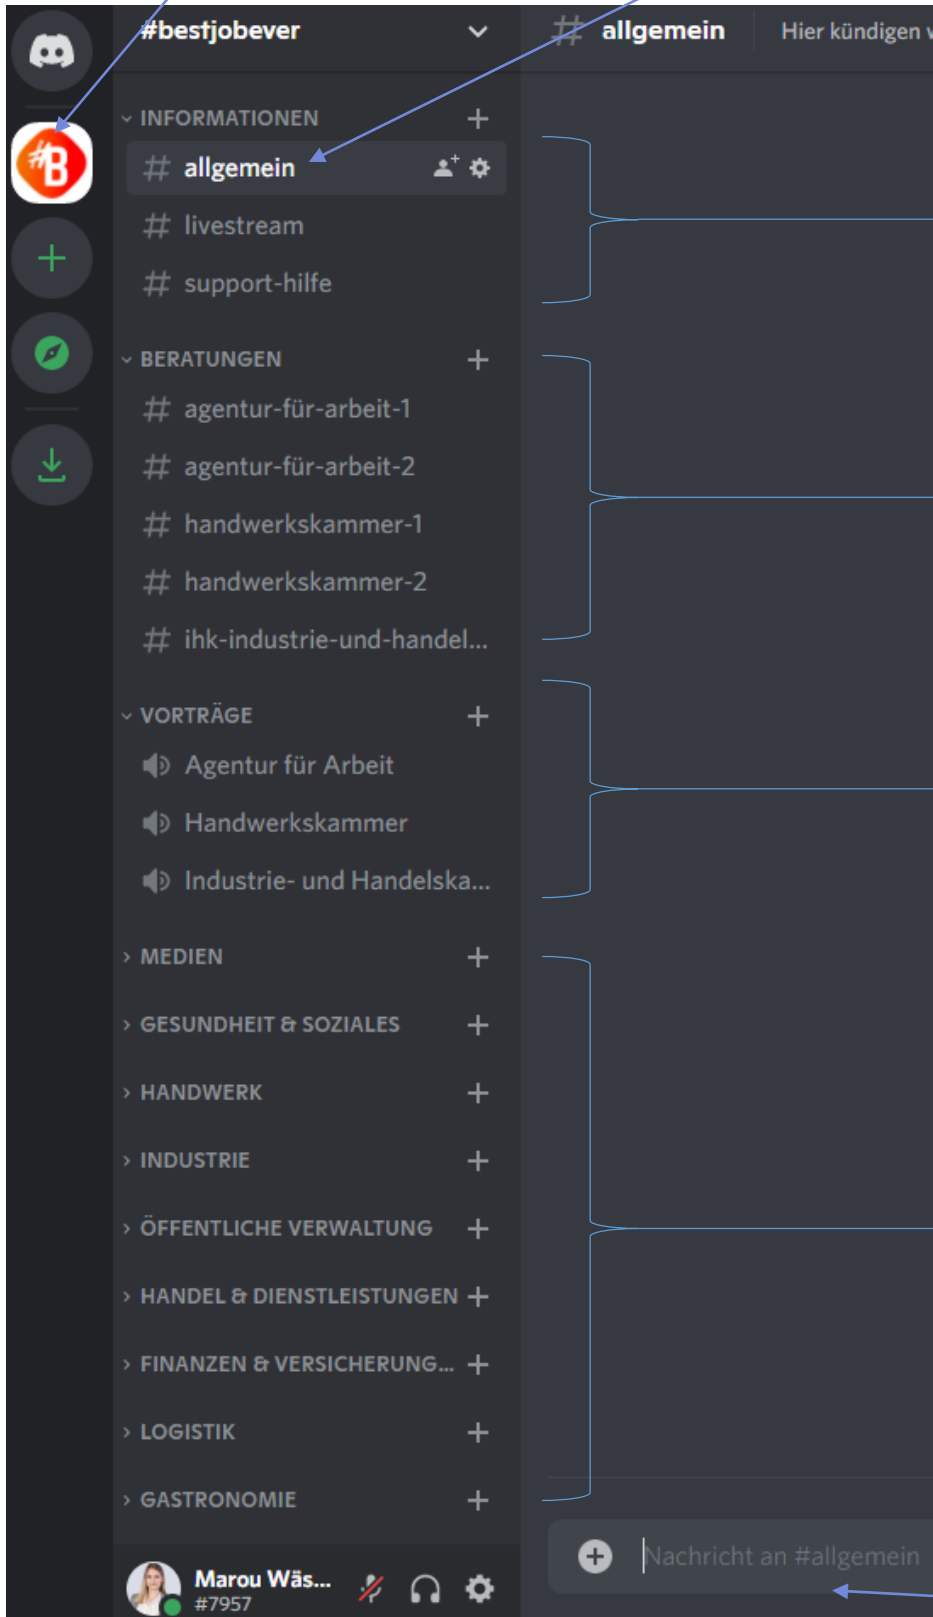 #bestjobever
# allgemein
Hier kündigen w
INFORMATIONEN
#B
# allgemein
# livestream
# support-hilfe
BERATUNGEN
# agentur-für-arbeit-1
# agentur-für-arbeit-2
# handwerkskammer-1
# handwerkskammer-2
# ihk-industrie-und-handel...
VORTRÄGE
Agentur für Arbeit
Handwerkskammer
Industrie- und Handelska...
MEDIEN
GESUNDHEIT & SOZIALES
HANDWERK
INDUSTRIE
ÖFFENTLICHE VERWALTUNG
HANDEL & DIENSTLEISTUNGEN
FINANZEN & VERSICHERUNG...
LOGISTIK
GASTRONOMIE
Nachricht an #allgemein
Marou Wäs...
#7957